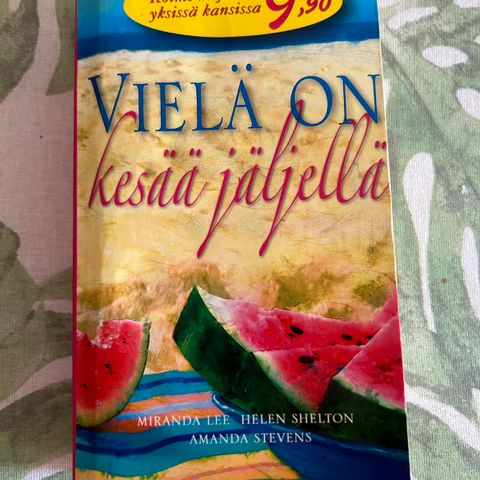 yksissä kansissa 9,90
VIELÄ ON
kesää jäljellä
MIRANDA LEE HELEN SHELTON
AMANDA STEVENS